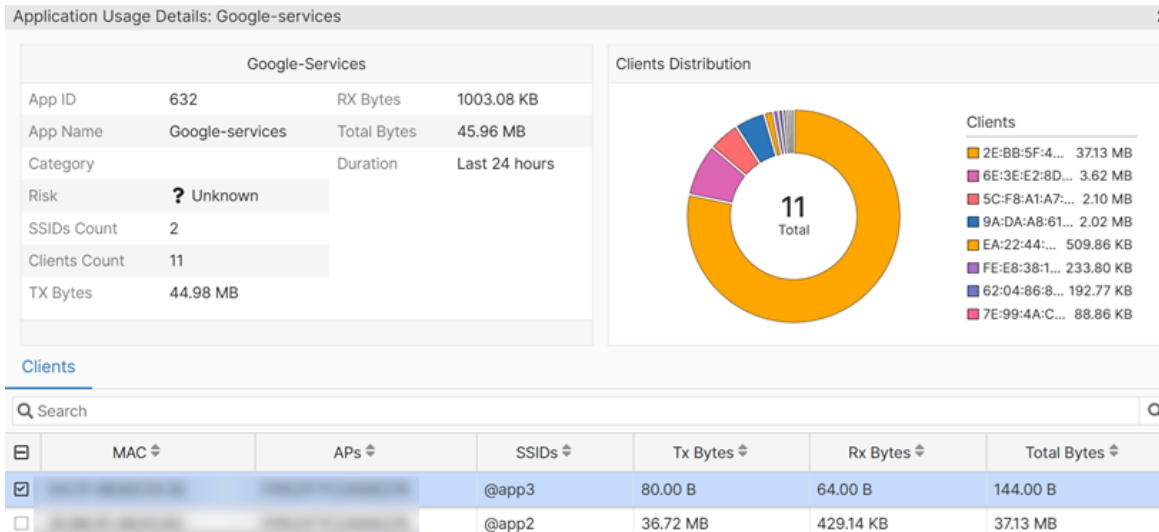 Application Usage Details: Google-services
Google-Services
App ID 632 RX Bytes 1003.08 KB
App Name Google-services Total Bytes 45.96 MB
Category Duration Last 24 hours
Risk ? Unknown
SSIDs Count 2
Clients Count 11
TX Bytes 44.98 MB
Clients Distribution
11
Total
Clients
2E:BB:5F:4... 37.13 MB
6E:3E:E2:8D... 3.62 MB
5C:F8:A1:A7:... 2.10 MB
9A:DA:A8:61... 2.02 MB
EA:22:44:... 509.86 KB
FE:E8:38:1... 233.80 KB
62:04:86:8... 192.77 KB
7E:99:4A:C... 88.86 KB
Clients
Search
MAC APs SSIDs Tx Bytes Rx Bytes Total Bytes
@app3 80.00 B 64.00 B 144.00 B
@app2 36.72 MB 429.14 KB 37.13 MB